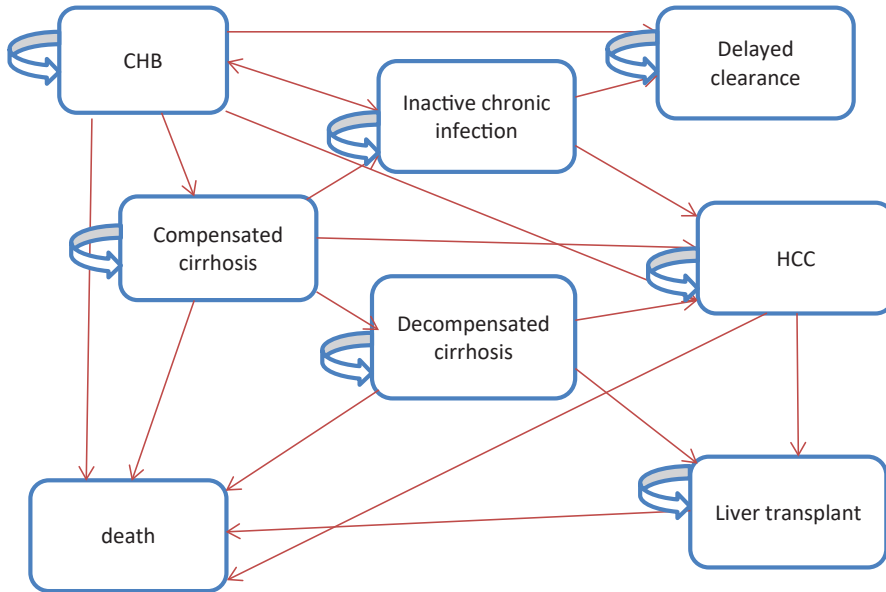 CHB
Delayed
clearance
Inactive chronic
infection
Compensated
cirrhosis
HCC
Decompensated
cirrhosis
death
Liver transplant